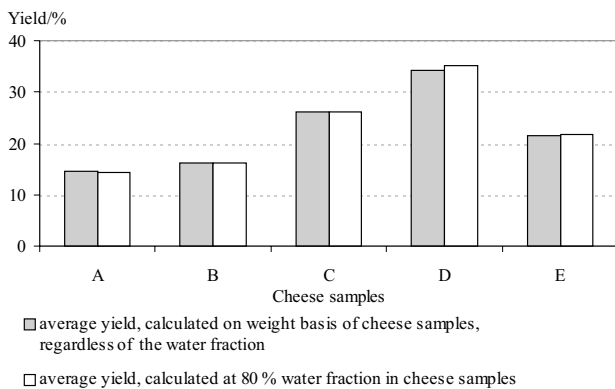 Yield/%
40
30
20
10
0
A B C D E
Cheese samples
average yield, calculated on weight basis of cheese samples,
regardless of the water fraction
average yield, calculated at 80 % water fraction in cheese samples